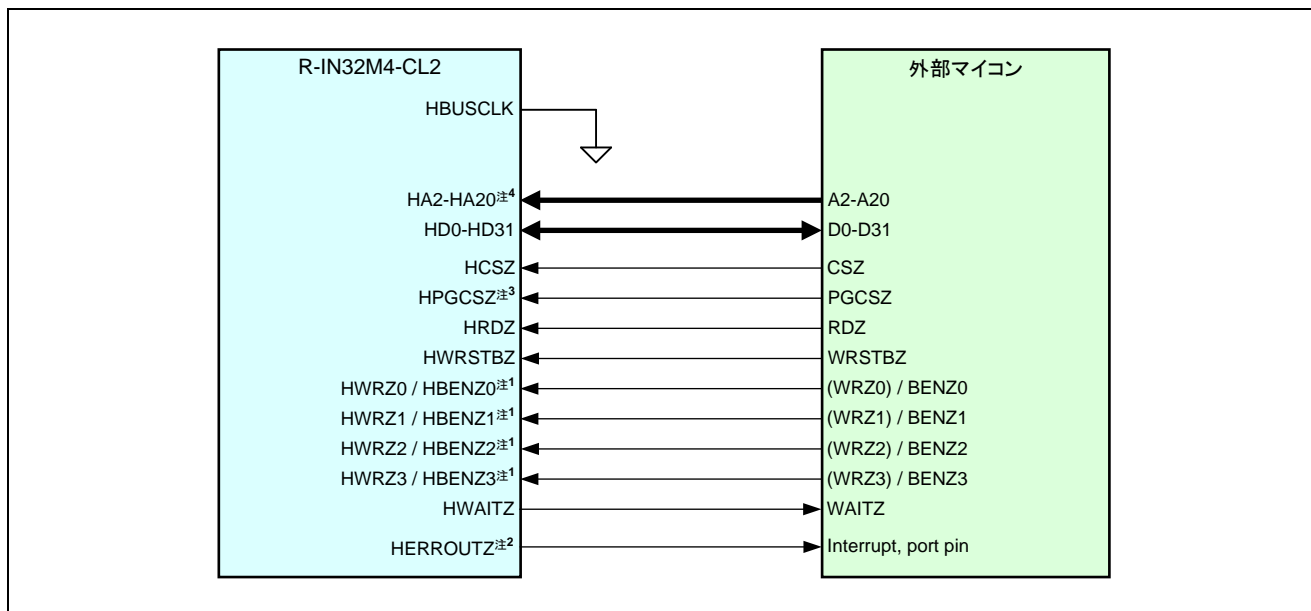 R-IN32M4-CL2 外部マイコン
HBUSCLK
HA2-HA20注4 A2-A20
HD0-HD31 D0-D31
HCSZ CSZ
HPGCSZ注3 PGCSZ
HRDZ RDZ
HWRSTBZ WRSTBZ
HWRZ0 / HBENZ0注1 (WRZ0) / BENZ0
HWRZ1 / HBENZ1注1 (WRZ1) / BENZ1
HWRZ2 / HBENZ2注1 (WRZ2) / BENZ2
HWRZ3 / HBENZ3注1 (WRZ3) / BENZ3
HWAITZ WAITZ
HERROUTZ注2 Interrupt, port pin